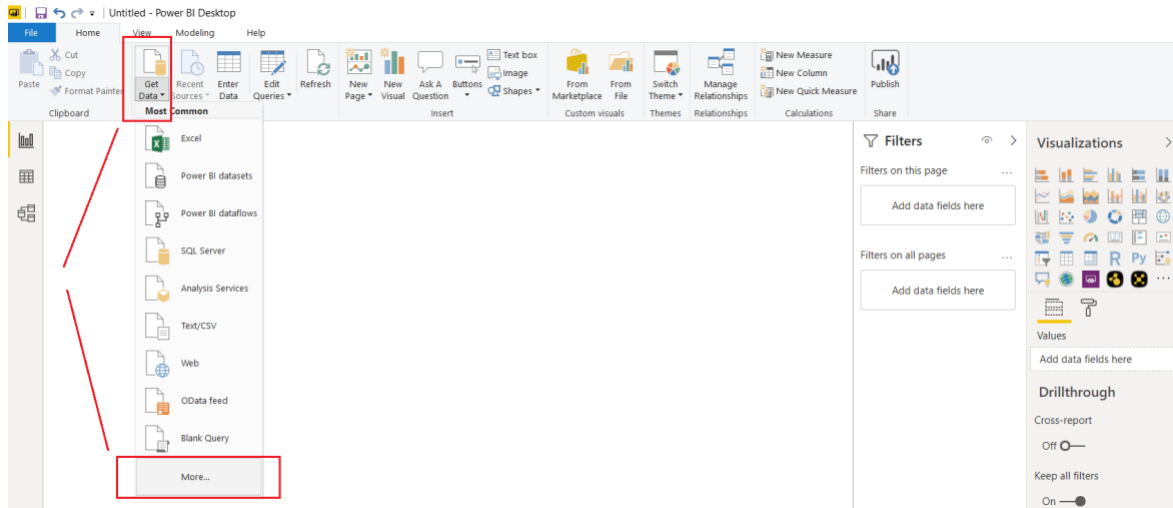 Untitled - Power BI Desktop
File Home View Modeling Help
Paste
Cut
Copy
Format Painter
Clipboard
Get Data
Recent Sources
Enter Data
Edit Queries
Refresh
New Page
New Visual
Ask A Question
Buttons
Text box
Image
Shapes
Insert
From Marketplace
From File
Custom visuals
Switch Theme
Themes
Manage Relationships
Relationships
New Measure
New Column
New Quick Measure
Calculations
Publish
Share
Most Common
Excel
Power BI datasets
Power BI dataflows
SQL Server
Analysis Services
Text/CSV
Web
OData feed
Blank Query
More...
Filters
Filters on this page
...
Add data fields here
Filters on all pages
...
Add data fields here
Visualizations
R Py
...
Values
Add data fields here
Drillthrough
Cross-report
Off
Keep all filters
On